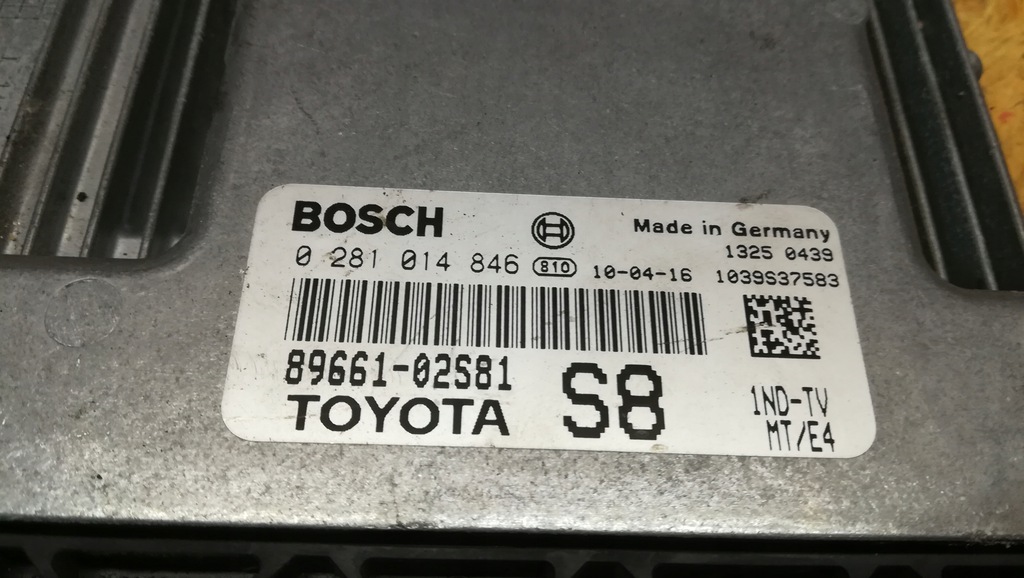 BOSCH
Made in Germany
1325 0439
0 281 014 846 810 10-04-16 1039S37583
89661-02S81
TOYOTA
S8
1ND-TV
MT/E4